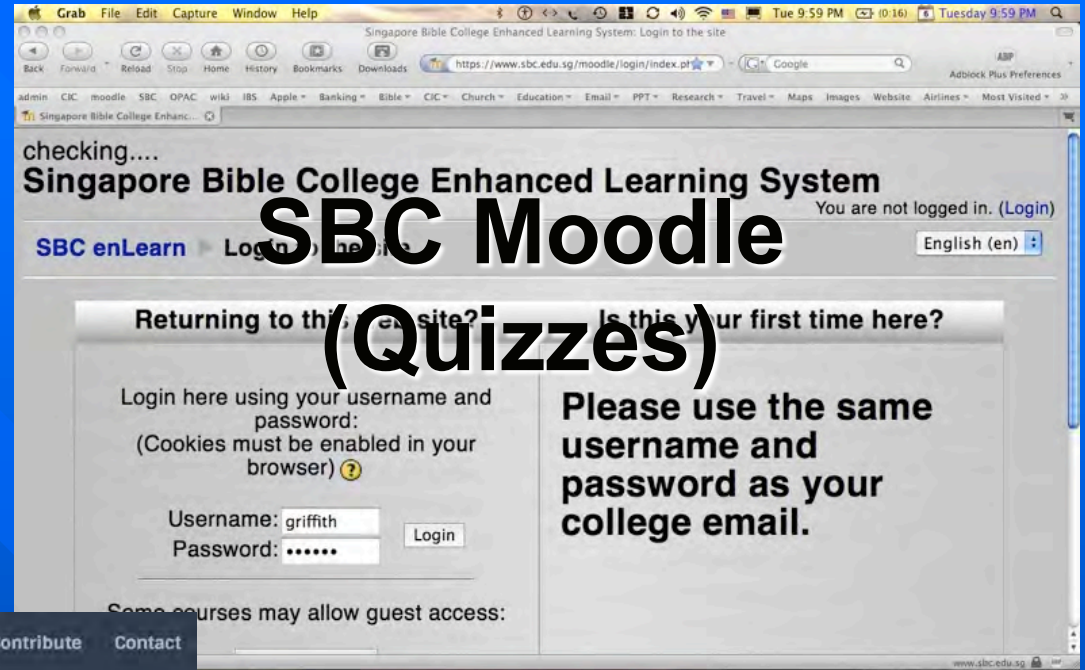 Grab File Edit Capture Window Help Tue 9:59 PM (0:16) Tuesday 9:59 PM
Singapore Bible College Enhanced Learning System: Login to the site
Back Forward Reload Stop Home History Bookmarks Downloads https://www.sbc.edu.sg/moodle/login/index.ph Google ABP Adblock Plus Preferences
admin CIC moodle SBC OPAC wiki IBS Apple Banking Bible CIC Church Education Email PPT Research Travel Maps Images Website Airlines Most Visited
Singapore Bible College Enhanc...
checking....
Singapore Bible College Enhanced Learning System
You are not logged in. (Login)
SBC enLearn Login to the site
English (en)
SBC Moodle
(Quizzes)
Returning to this web site?
Is this your first time here?
Login here using your username and
password:
(Cookies must be enabled in your
browser) ?
Username: griffith
Password: ••••••
Login
Please use the same
username and
password as your
college email.
Some courses may allow guest access:
ontribute Contact
www.sbc.edu.sg